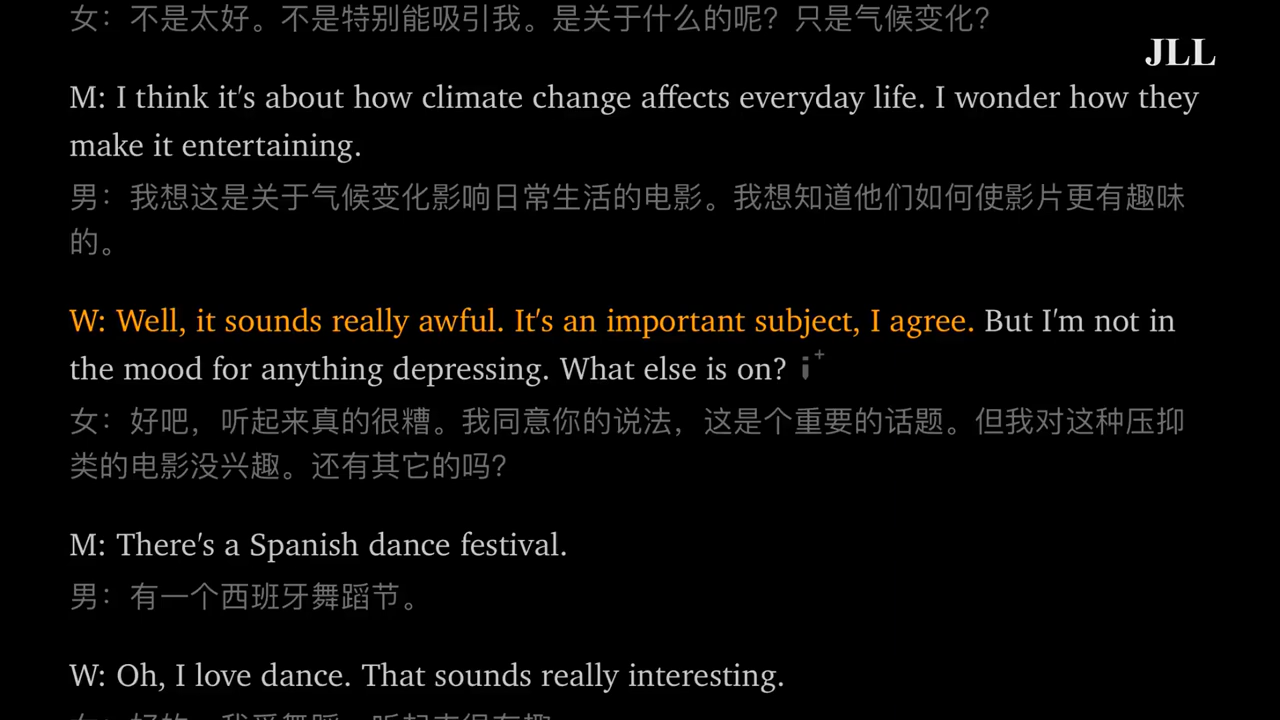 女：不是太好。不是特别能吸引我。是关于什么的呢？只是气候变化？
JLL
M: I think it's about how climate change affects everyday life. I wonder how they
make it entertaining.
男：我想这是关于气候变化影响日常生活的电影。我想知道他们如何使影片更有趣味
的。
W: Well, it sounds really awful. It's an important subject, I agree. But I'm not in
the mood for anything depressing. What else is on?
女：好吧，听起来真的很糟。我同意你的说法，这是个重要的话题。但我对这种压抑
类的电影没兴趣。还有其它的吗？
M: There's a Spanish dance festival.
男：有一个西班牙舞蹈节。
W: Oh, I love dance. That sounds really interesting.